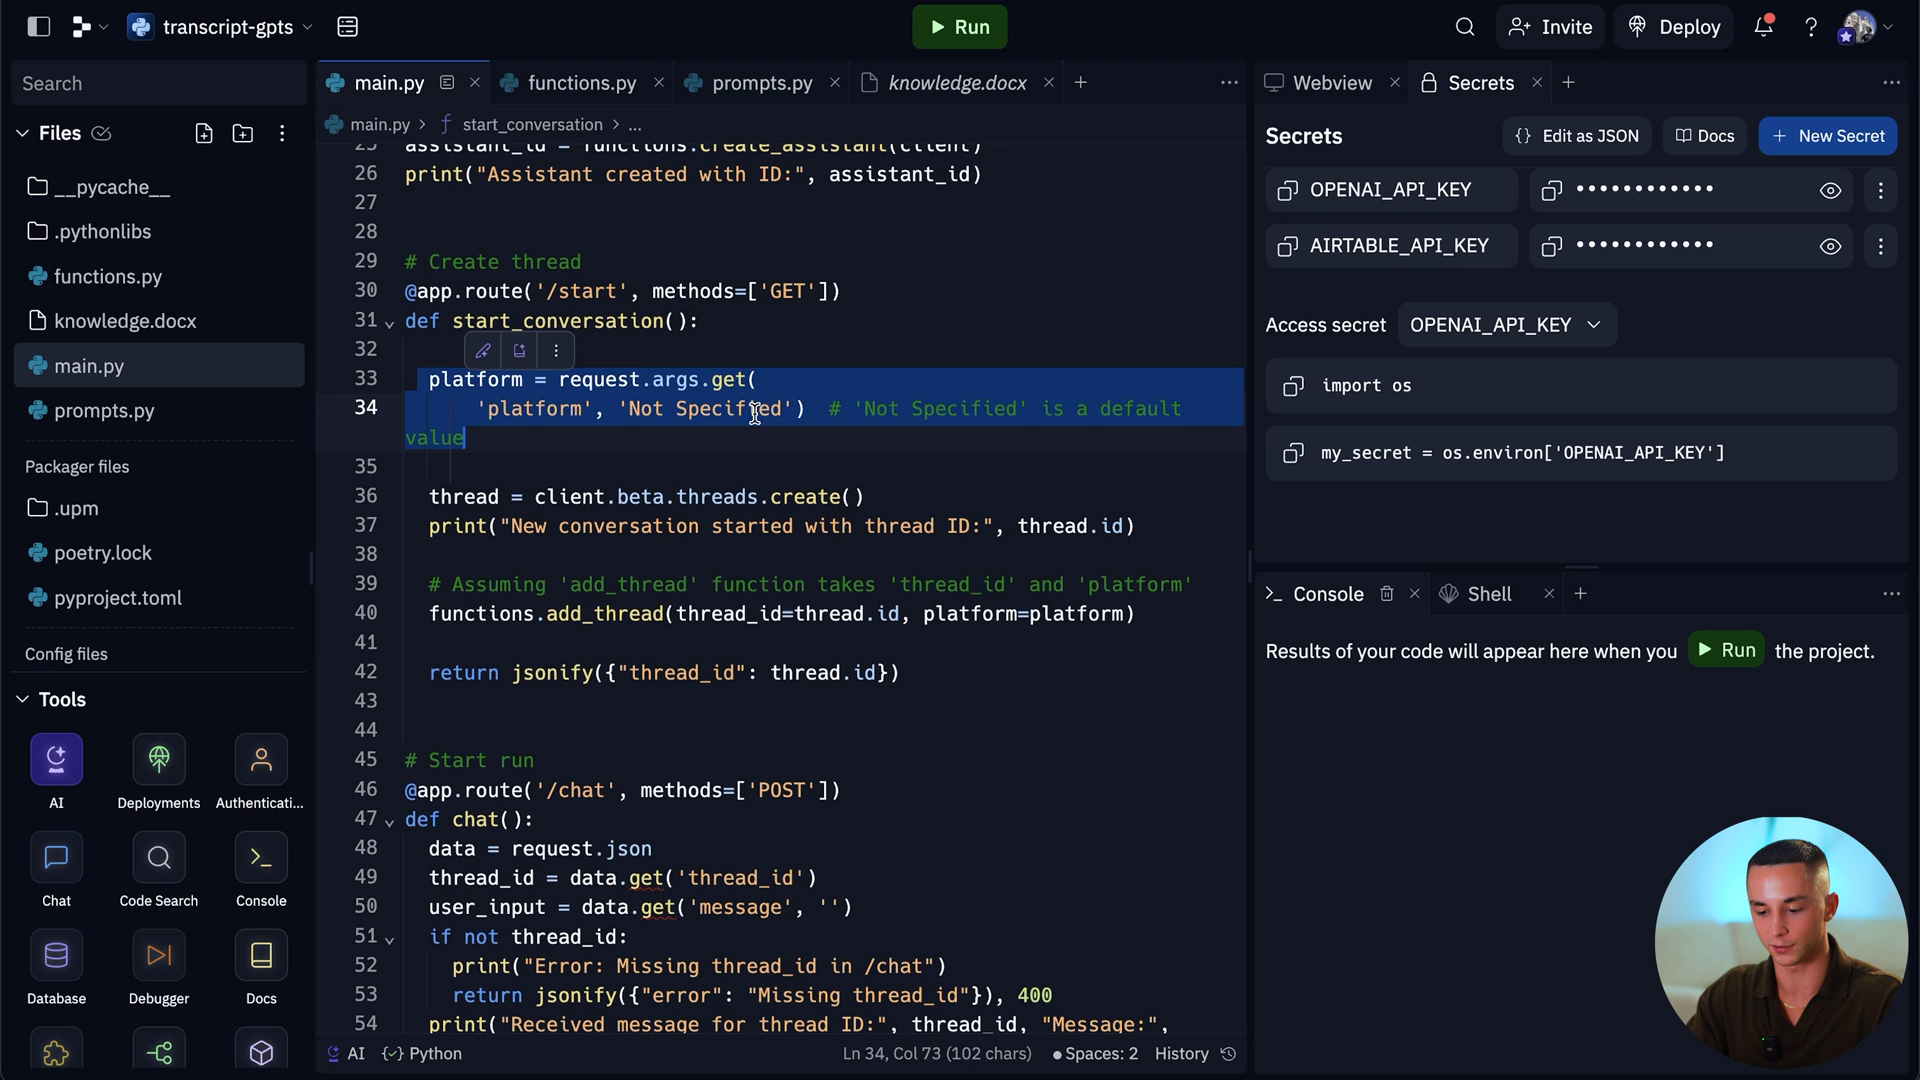 transcript-gpts
Run
Invite
Deploy
Search
main.py
functions.py
prompts.py
knowledge.docx
Webview
Secrets
Files
main.py > start_conversation > ...
Secrets
Edit as JSON
Docs
New Secret
__pycache__
.pythonlibs
functions.py
knowledge.docx
main.py
prompts.py
Packager files
.upm
poetry.lock
pyproject.toml
Config files
Tools
AI
Deployments
Authenticati...
Chat
Code Search
Console
Database
Debugger
Docs
25 assistant_id = functions.create_assistant(client)
26 print("Assistant created with ID:", assistant_id)
27
28
29 # Create thread
30 @app.route('/start', methods=['GET'])
31 def start_conversation():
32
33 platform = request.args.get(
34 'platform', 'Not Specified') # 'Not Specified' is a default
value
35
36 thread = client.beta.threads.create()
37 print("New conversation started with thread ID:", thread.id)
38
39 # Assuming 'add_thread' function takes 'thread_id' and 'platform'
40 functions.add_thread(thread_id=thread.id, platform=platform)
41
42 return jsonify({"thread_id": thread.id})
43
44
45 # Start run
46 @app.route('/chat', methods=['POST'])
47 def chat():
48 data = request.json
49 thread_id = data.get('thread_id')
50 user_input = data.get('message', '')
51 if not thread_id:
52 print("Error: Missing thread_id in /chat")
53 return jsonify({"error": "Missing thread_id"}), 400
54 print("Received message for thread ID:", thread_id, "Message:",
AI
Python
Ln 34, Col 73 (102 chars)
Spaces: 2
History
OPENAI_API_KEY
AIRTABLE_API_KEY
Access secret
OPENAI_API_KEY
import os
my_secret = os.environ['OPENAI_API_KEY']
Console
Shell
Results of your code will appear here when you Run the project.